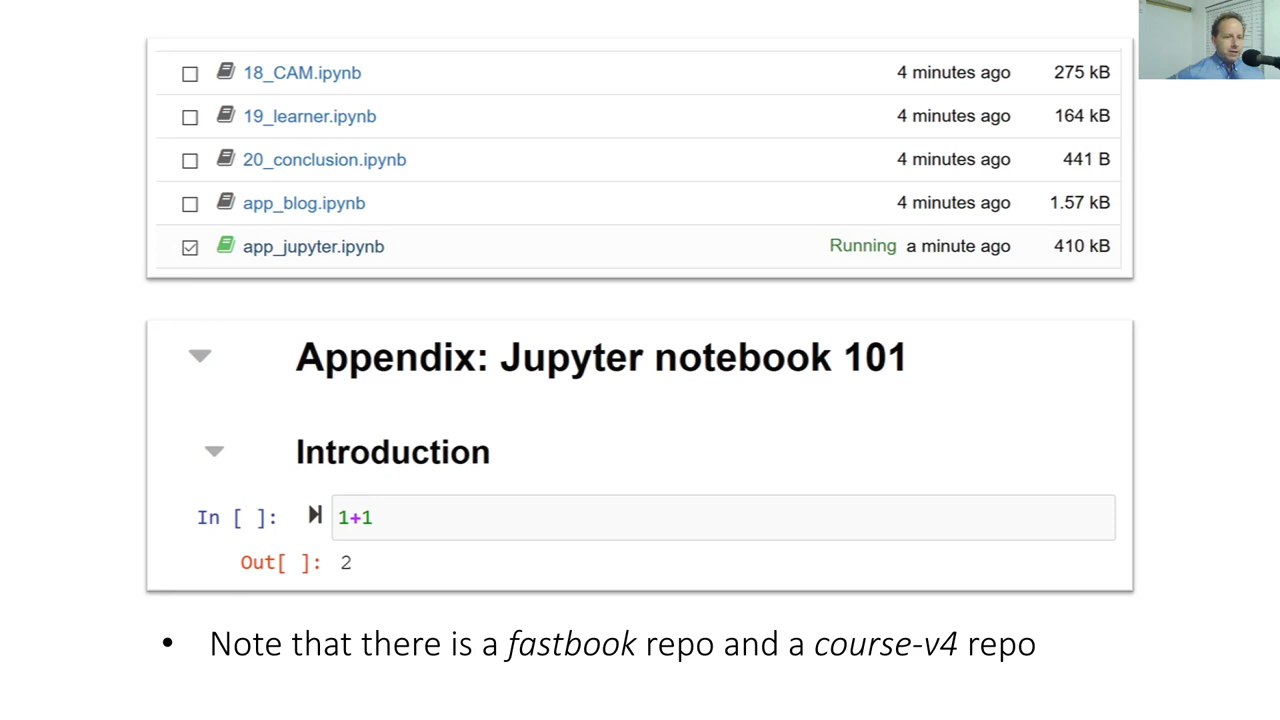 18_CAM.ipynb 4 minutes ago 275 kB
19_learner.ipynb 4 minutes ago 164 kB
20_conclusion.ipynb 4 minutes ago 441 B
app_blog.ipynb 4 minutes ago 1.57 kB
app_jupyter.ipynb Running a minute ago 410 kB
Appendix: Jupyter notebook 101
Introduction
In [ ]: 1+1
Out[ ]: 2
• Note that there is a fastbook repo and a course-v4 repo